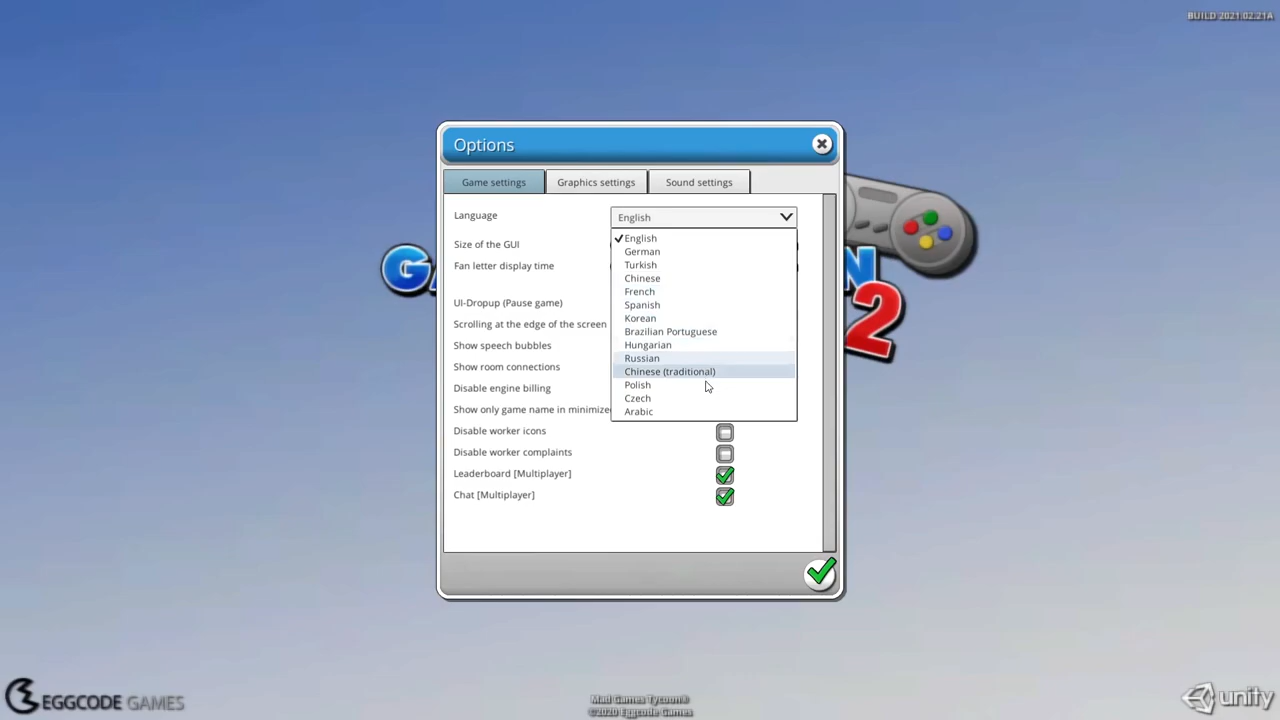 BUILD 2021.02.21A
Options
Game settings
Graphics settings
Sound settings
Language
English
English
German
Turkish
Chinese
French
Spanish
Korean
Brazilian Portuguese
Hungarian
Russian
Chinese (traditional)
Polish
Czech
Arabic
Size of the GUI
Fan letter display time
UI-Dropup (Pause game)
Scrolling at the edge of the screen
Show speech bubbles
Show room connections
Disable engine billing
Show only game name in minimize
Disable worker icons
Disable worker complaints
Leaderboard [Multiplayer]
Chat [Multiplayer]
G
N
2
EGGCODE GAMES
Mad Games Tycoon®
©2020 Eggcode Games
unity